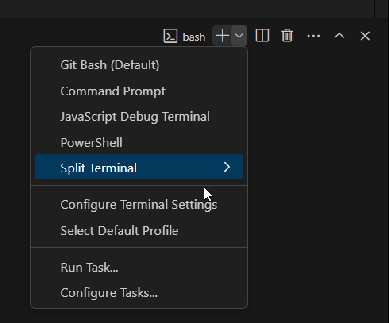 bash
Git Bash (Default)
Command Prompt
JavaScript Debug Terminal
PowerShell
Split Terminal
Configure Terminal Settings
Select Default Profile
Run Task...
Configure Tasks...